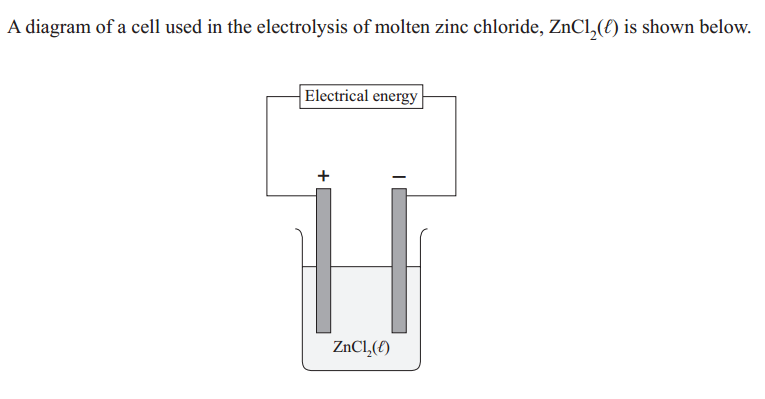 A diagram of a cell used in the electrolysis of molten zinc chloride, ZnCl₂(ℓ) is shown below.
Electrical energy
+ −
ZnCl₂(ℓ)